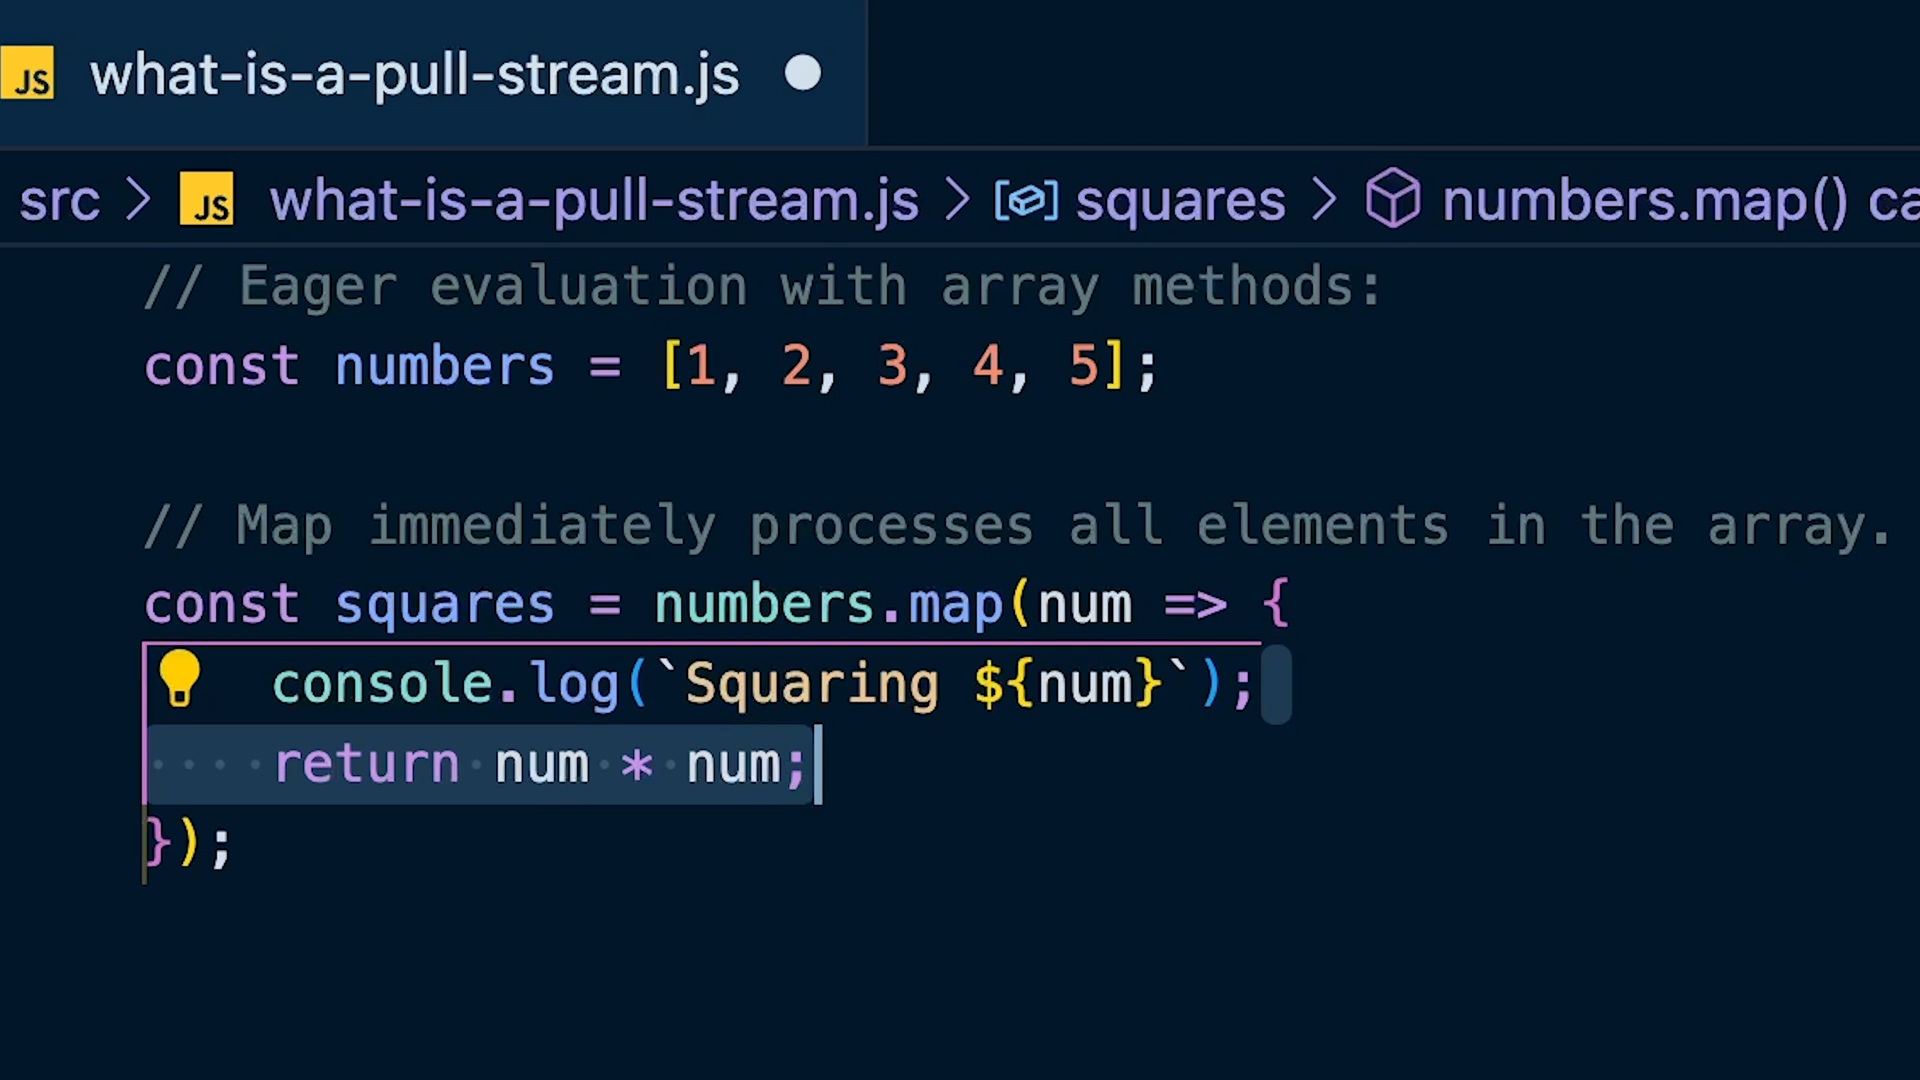 JS what-is-a-pull-stream.js
src > JS what-is-a-pull-stream.js > squares > numbers.map() ca
// Eager evaluation with array methods:
const numbers = [1, 2, 3, 4, 5];
// Map immediately processes all elements in the array.
const squares = numbers.map(num => {
console.log(`Squaring ${num}`);
return num * num;
});